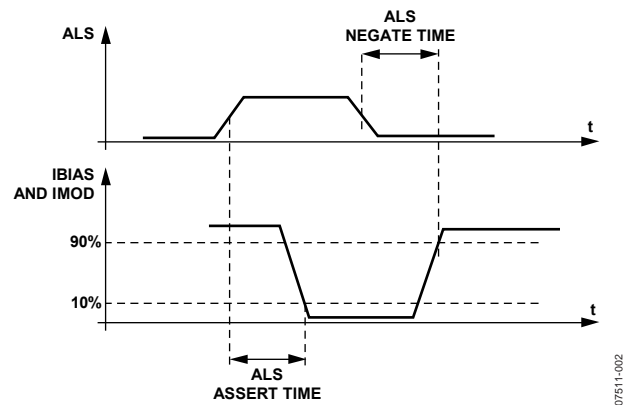 ALS
NEGATE TIME
ALS
t
IBIAS
AND IMOD
90%
10%
t
ALS
ASSERT TIME
07511-002